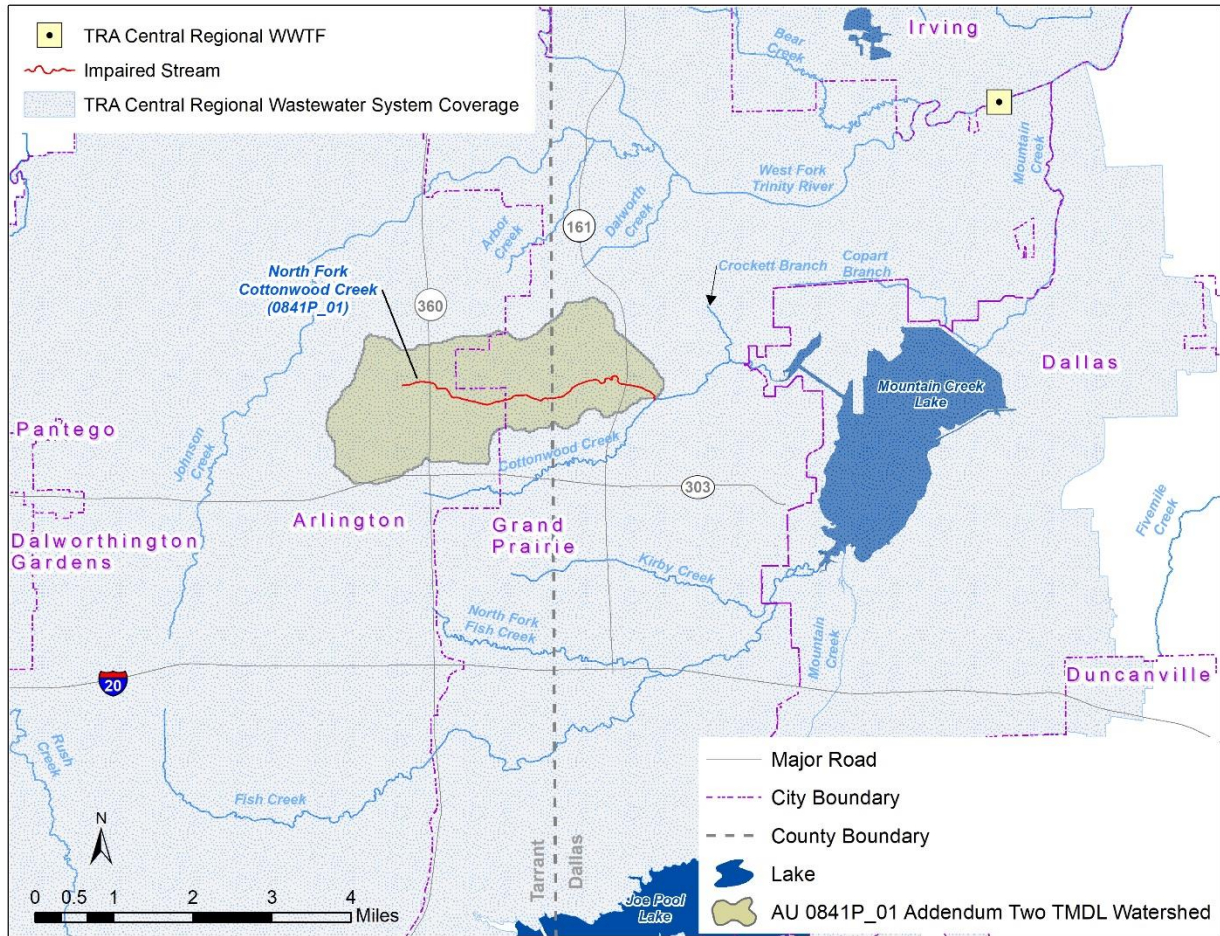 TRA Central Regional WWTF
Impaired Stream
TRA Central Regional Wastewater System Coverage
Irving
Bear
Creek
Mountain
Creek
West Fork
Trinity River
Arbor
Creek
161
Dalworth
Creek
North Fork
Cottonwood Creek
(0841P_01)
Crockett Branch
Copart
Branch
360
Dallas
Mountain Creek
Lake
Pantego
Johnson
Creek
Cottonwood Creek
303
Arlington
Grand
Prairie
Dalworthington
Gardens
Fivemile
Creek
Kirby Creek
North Fork
Fish Creek
Mountain
Creek
Duncanville
20
Rush
Creek
Fish Creek
N
0 0.5 1 2 3 4
Miles
Tarrant
Dallas
Joe Pool
Lake
Major Road
City Boundary
County Boundary
Lake
AU 0841P_01 Addendum Two TMDL Watershed